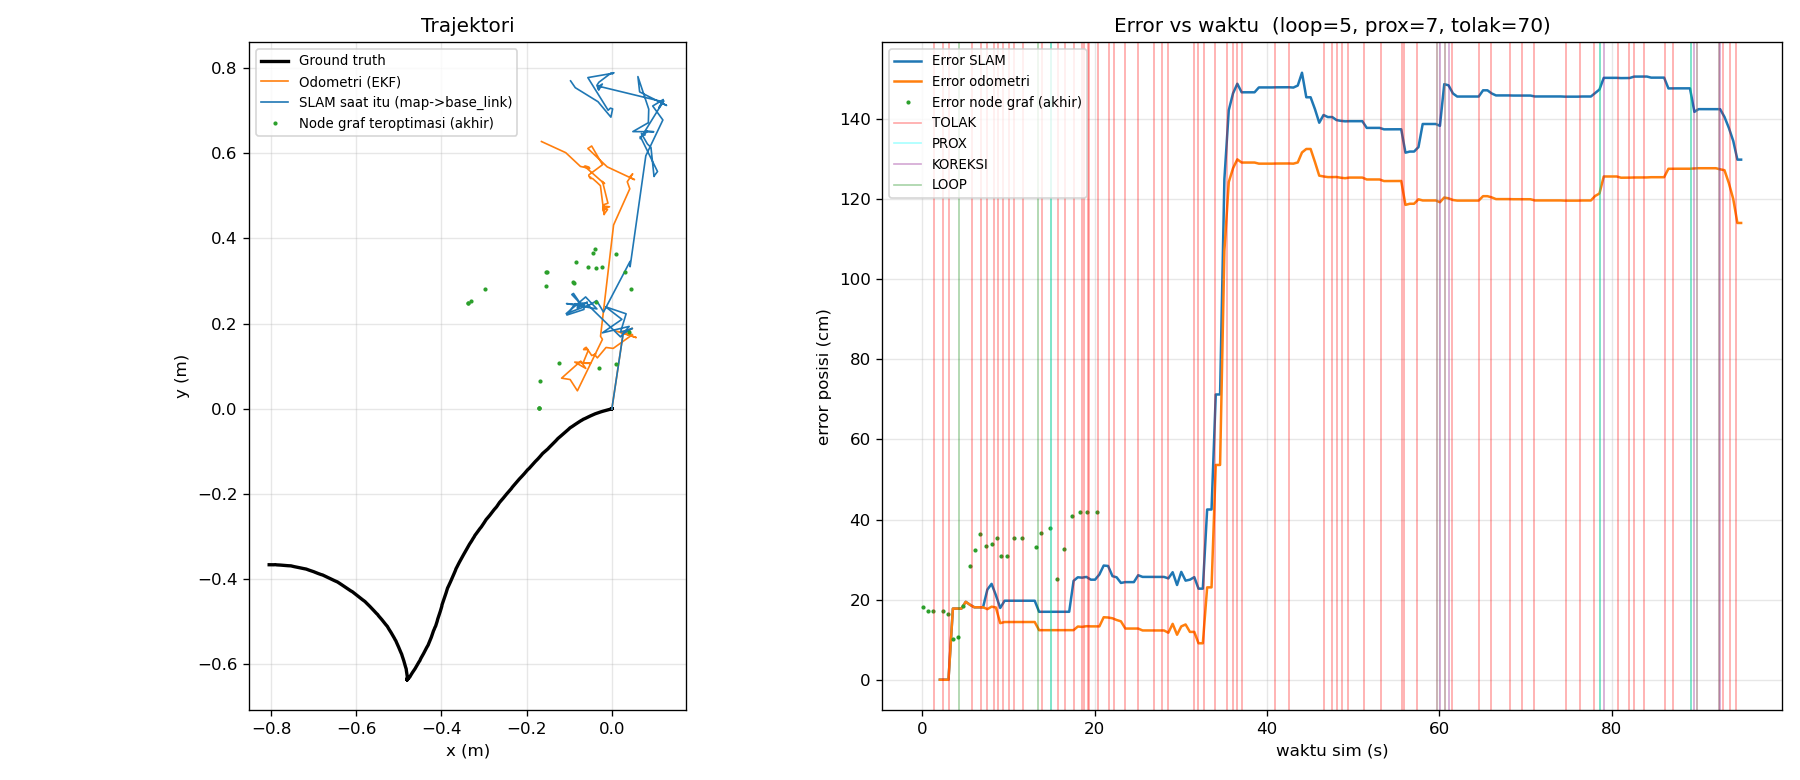 Trajektori
Ground truth
Odometri (EKF)
SLAM saat itu (map->base_link)
Node graf teroptimasi (akhir)
0.8
0.6
0.4
0.2
0.0
−0.2
−0.4
−0.6
y (m)
−0.8
−0.6
−0.4
−0.2
0.0
x (m)
Error vs waktu  (loop=5, prox=7, tolak=70)
Error SLAM
Error odometri
Error node graf (akhir)
TOLAK
PROX
KOREKSI
LOOP
140
120
100
80
60
40
20
0
error posisi (cm)
0
20
40
60
80
waktu sim (s)